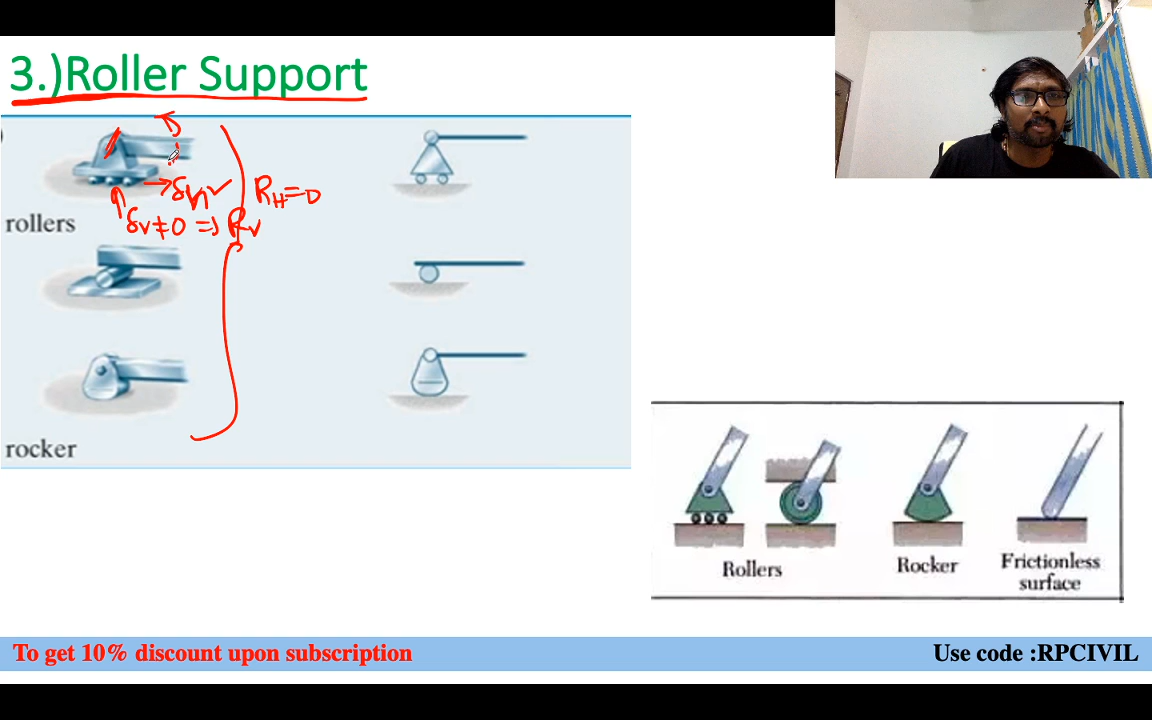 3.)Roller Support
→δH✓
RH=0
δv≠0 ⇒ Rv
rollers
rocker
Rollers
Rocker
Frictionless
surface
To get 10% discount upon subscription
Use code :RPCIVIL